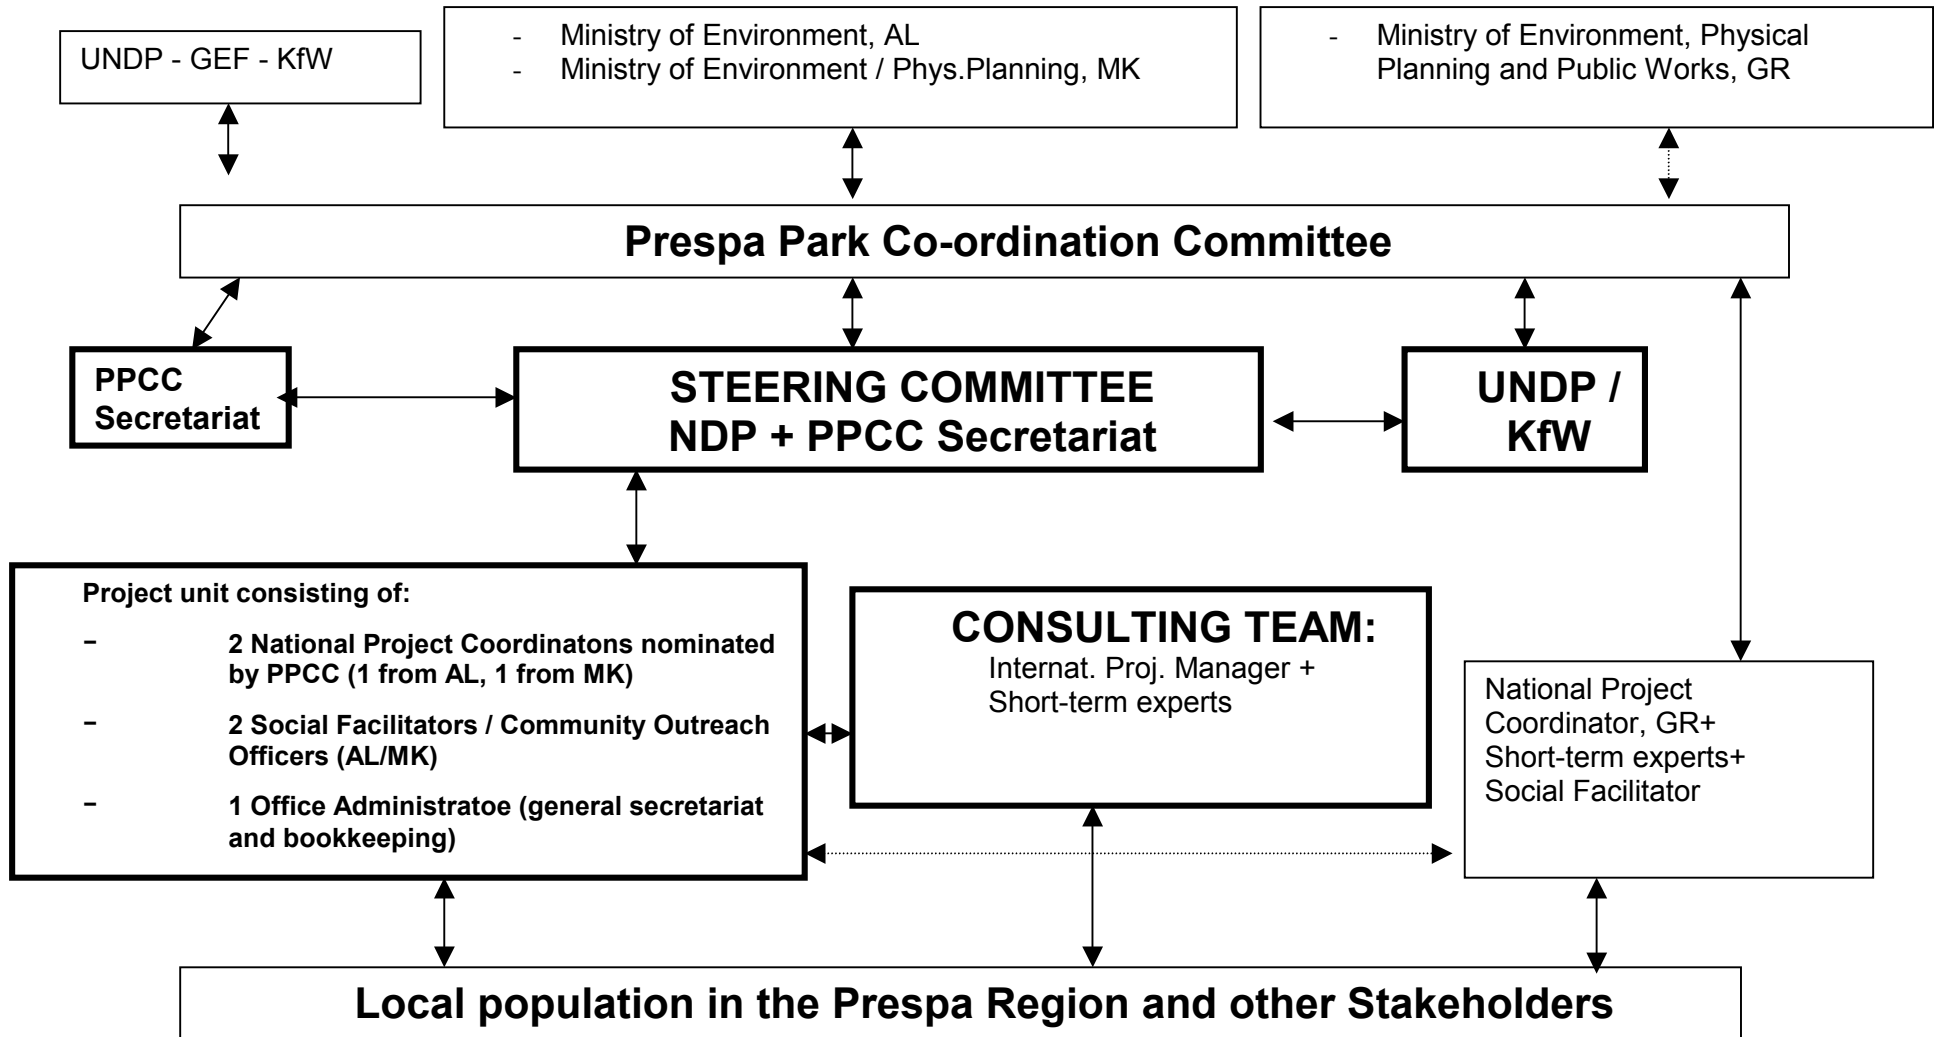 UNDP - GEF - KfW
- Ministry of Environment, AL
- Ministry of Environment / Phys.Planning, MK
- Ministry of Environment, Physical
Planning and Public Works, GR
Prespa Park Co-ordination Committee
PPCC
Secretariat
STEERING COMMITTEE
NDP + PPCC Secretariat
UNDP /
KfW
Project unit consisting of:
− 2 National Project Coordinatons nominated
by PPCC (1 from AL, 1 from MK)
− 2 Social Facilitators / Community Outreach
Officers (AL/MK)
− 1 Office Administratoe (general secretariat
and bookkeeping)
CONSULTING TEAM:
Internat. Proj. Manager +
Short-term experts
National Project
Coordinator, GR+
Short-term experts+
Social Facilitator
Local population in the Prespa Region and other Stakeholders